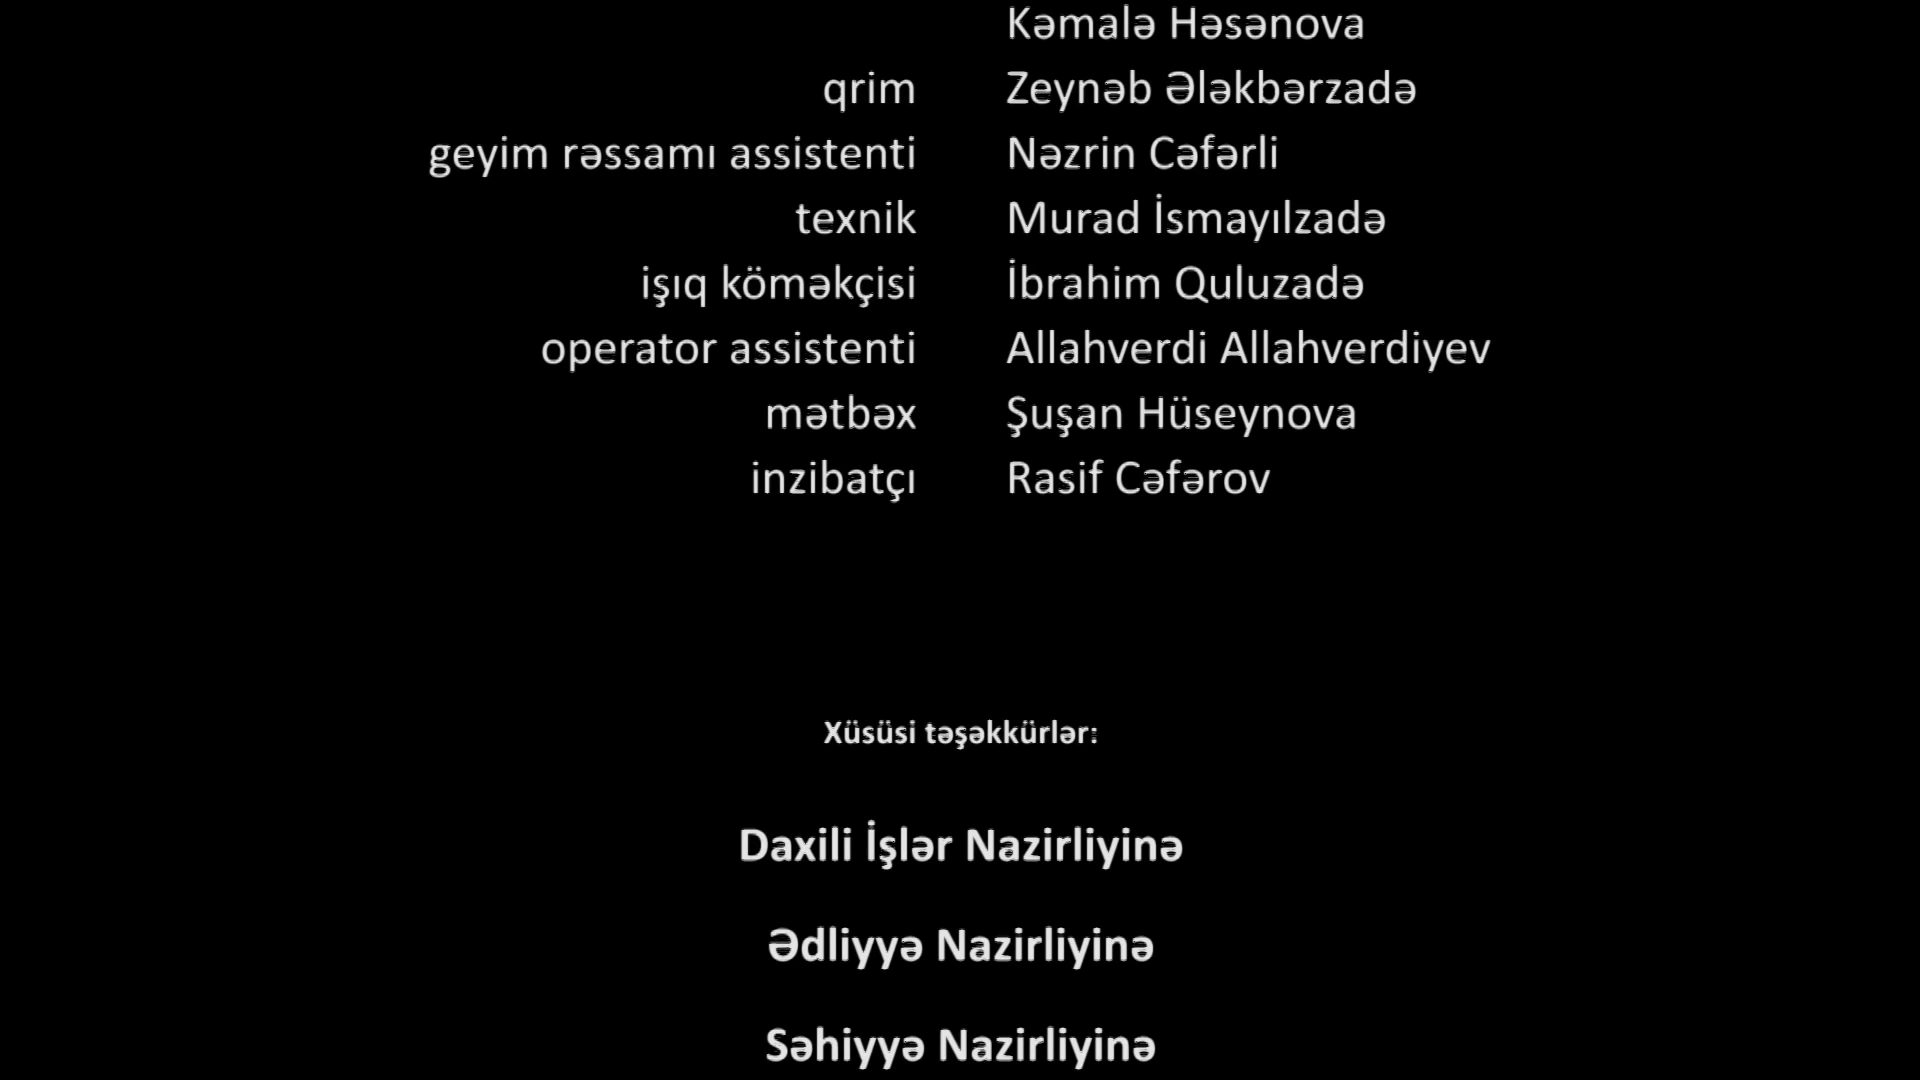 Kəmalə Həsənova
qrim Zeynəb Ələkbərzadə
geyim rəssamı assistenti Nəzrin Cəfərli
texnik Murad İsmayılzadə
işıq köməkçisi İbrahim Quluzadə
operator assistenti Allahverdi Allahverdiyev
mətbəx Şuşan Hüseynova
inzibatçı Rasif Cəfərov
Xüsüsi təşəkkürlər:
Daxili İşlər Nazirliyinə
Ədliyyə Nazirliyinə
Səhiyyə Nazirliyinə